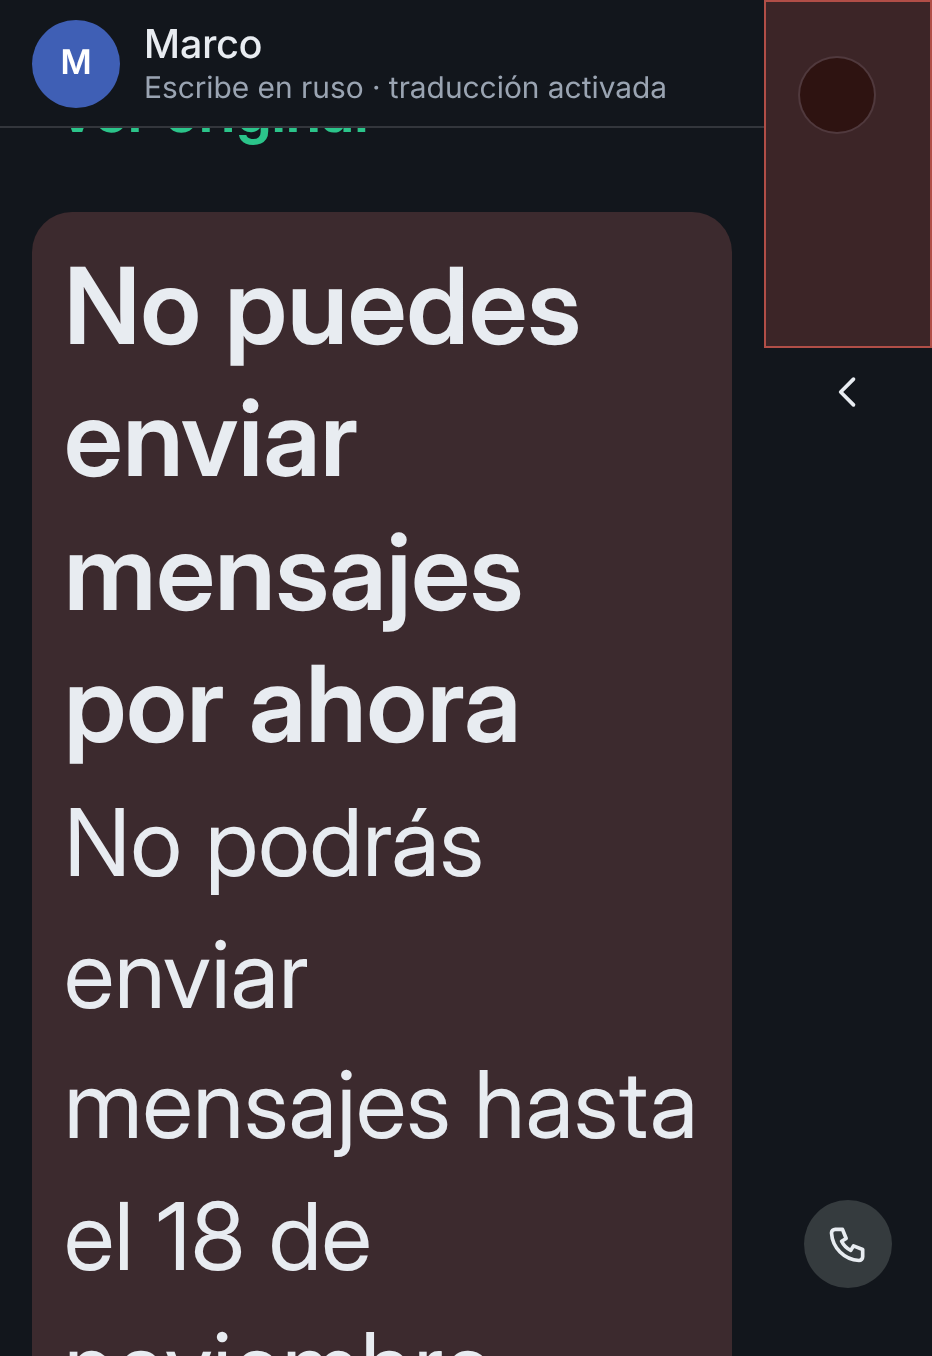 M
Marco
Escribe en ruso · traducción activada
No puedes
enviar
mensajes
por ahora
No podrás
enviar
mensajes hasta
el 18 de